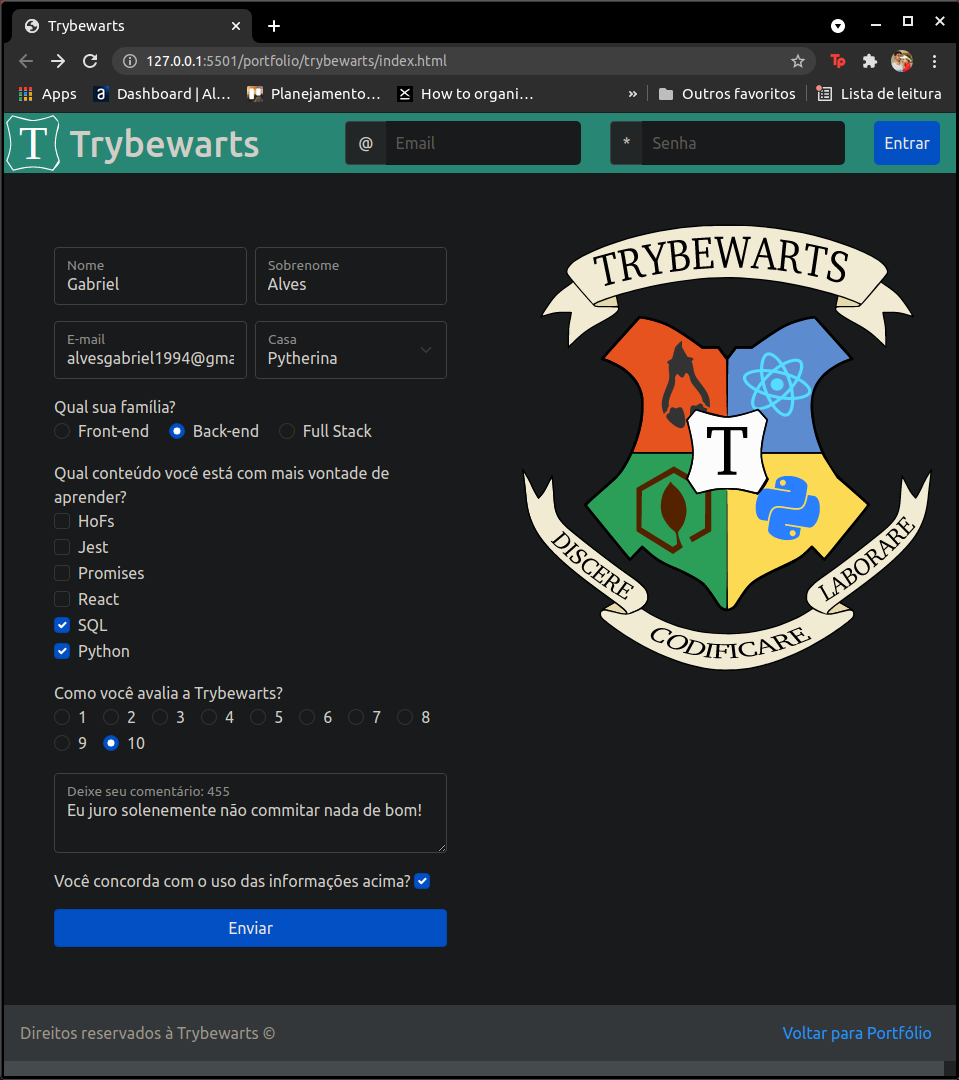 Trybewarts
127.0.0.1:5501/portfolio/trybewarts/index.html
Tp
Apps
a
Dashboard | Al...
Planejamento...
How to organi...
»
Outros favoritos
Lista de leitura
T
Trybewarts
@
Email
*
Senha
Entrar
Nome
Gabriel
Sobrenome
Alves
E-mail
alvesgabriel1994@gma
Casa
Pytherina
Qual sua família?
Front-end
Back-end
Full Stack
Qual conteúdo você está com mais vontade de
aprender?
HoFs
Jest
Promises
React
SQL
Python
Como você avalia a Trybewarts?
1 2 3 4 5 6 7 8
9 10
Deixe seu comentário: 455
Eu juro solenemente não commitar nada de bom!
Você concorda com o uso das informações acima?
Enviar
TRYBEWARTS
T
DISCERE
CODIFICARE
LABORARE
Direitos reservados à Trybewarts ©
Voltar para Portfólio